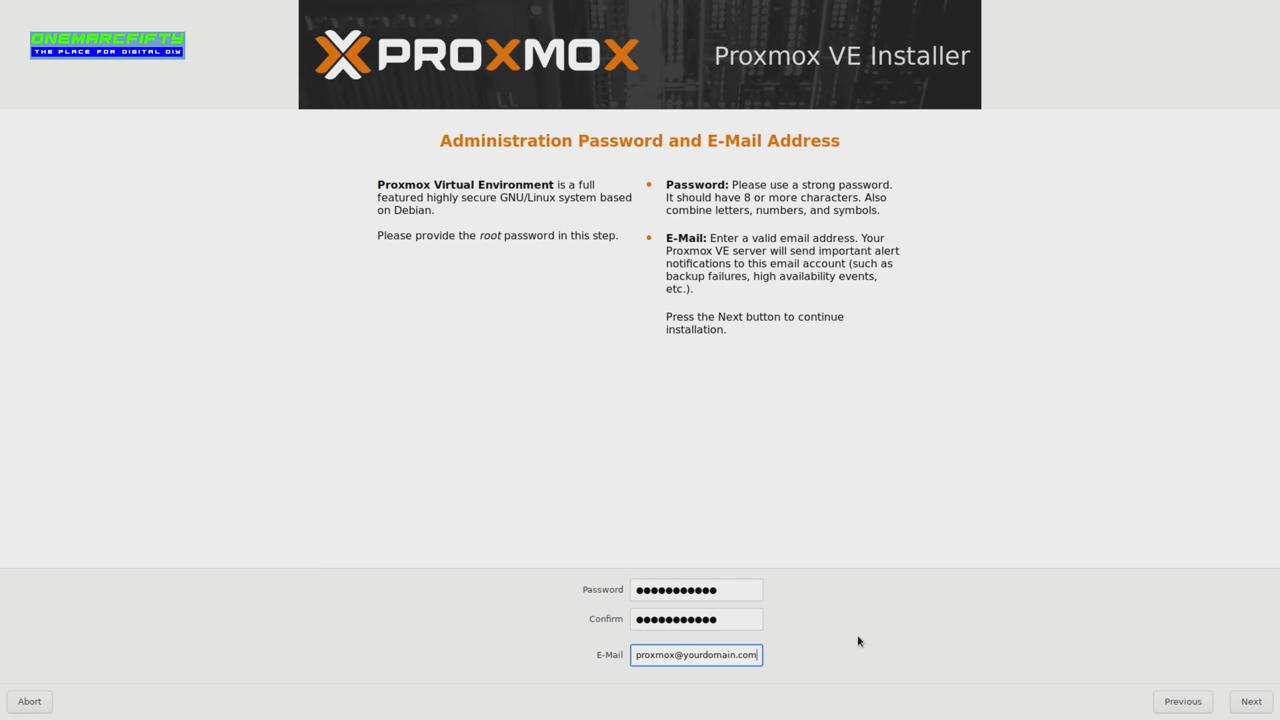 ONEMARCFIFTY
THE PLACE FOR DIGITAL DIY
PROXMOX
Proxmox VE Installer
LL
Administration Password and E-Mail Address
Proxmox Virtual Environment is a full
featured highly secure GNU/Linux system based
on Debian.
Please provide the root password in this step.
Password: Please use a strong password.
It should have 8 or more characters. Also
combine letters, numbers, and symbols.
E-Mail: Enter a valid email address. Your
Proxmox VE server will send important alert
notifications to this email account (such as
backup failures, high availability events,
etc.).
Press the Next button to continue
installation.
Password ●●●●●●●●●●●
Confirm ●●●●●●●●●●●
E-Mail proxmox@yourdomain.com
Abort
Previous
Next